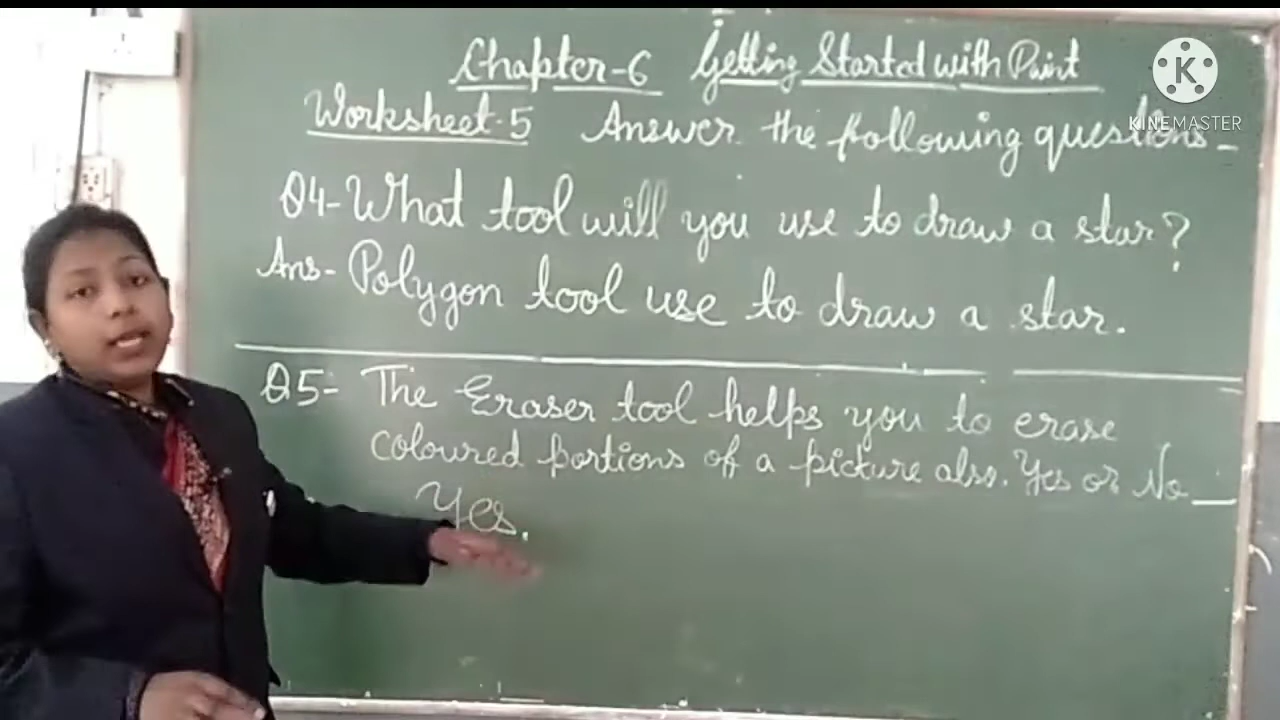 Chapter-6 Getting Started with Paint
K
KINEMASTER
Worksheet-5 Answer the following questions-
Q4- What tool will you use to draw a star?
Ans- Polygon tool use to draw a star.
Q5- The Eraser tool helps you to erase
coloured portions of a picture also. Yes or No __
Yes.